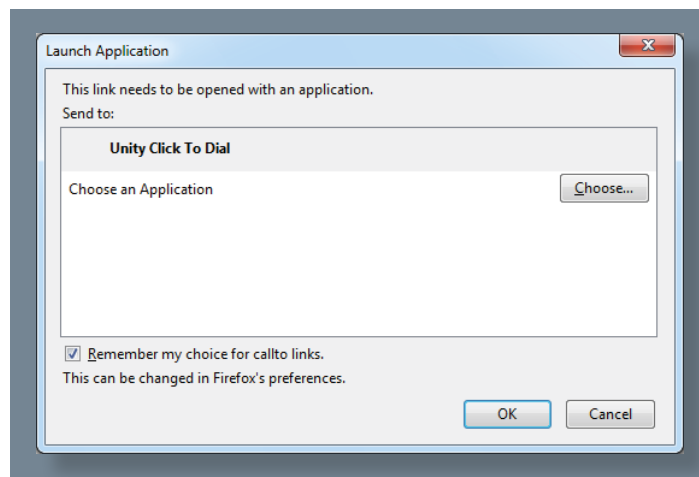 Launch Application
This link needs to be opened with an application.
Send to:
Unity Click To Dial
Choose an Application
Choose...
Remember my choice for callto links.
This can be changed in Firefox's preferences.
OK
Cancel